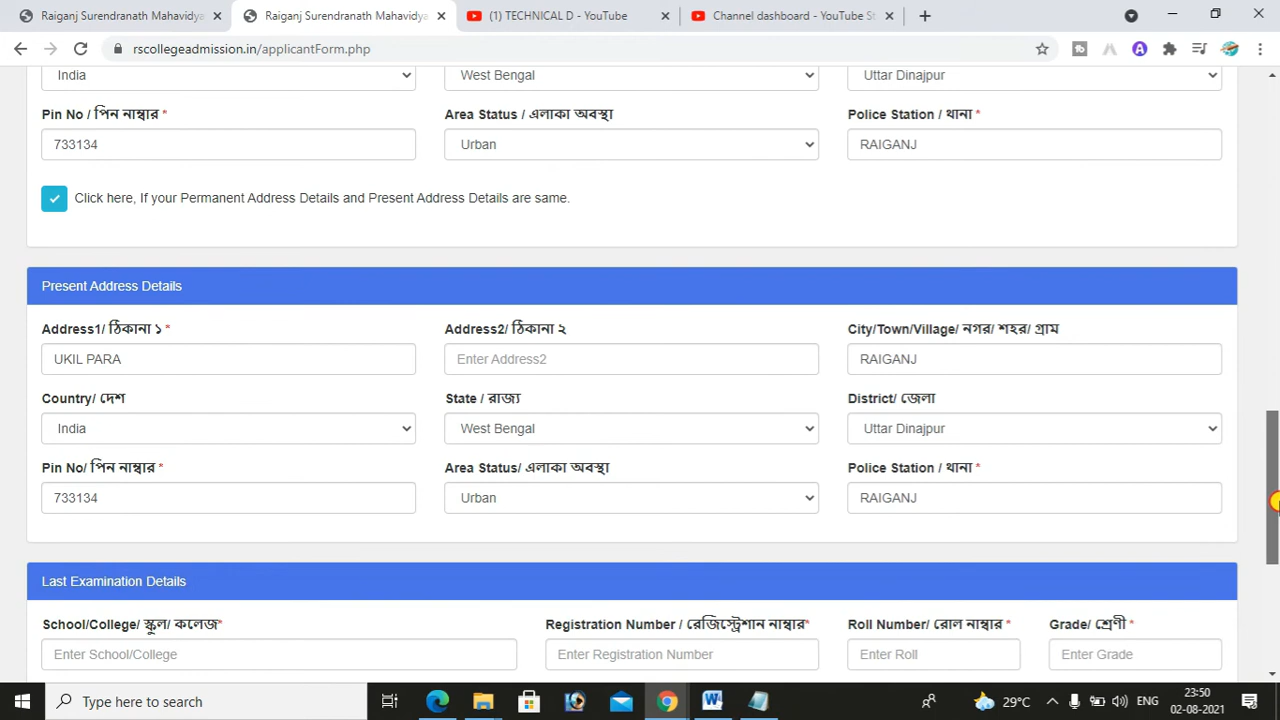 Raiganj Surendranath Mahavidya
Raiganj Surendranath Mahavidya
(1) TECHNICAL D - YouTube
Channel dashboard - YouTube St
rscollegeadmission.in/applicantForm.php
India
West Bengal
Uttar Dinajpur
Pin No / পিন নাম্বার *
Area Status / এলাকা অবস্থা
Police Station / থানা *
733134
Urban
RAIGANJ
Click here, If your Permanent Address Details and Present Address Details are same.
Present Address Details
Address1/ ঠিকানা ১ *
Address2/ ঠিকানা ২
City/Town/Village/ নগর/ শহর/ গ্রাম
UKIL PARA
Enter Address2
RAIGANJ
Country/ দেশ
State / রাজ্য
District/ জেলা
India
West Bengal
Uttar Dinajpur
Pin No/ পিন নাম্বার *
Area Status/ এলাকা অবস্থা
Police Station / থানা *
733134
Urban
RAIGANJ
Last Examination Details
School/College/ স্কুল/ কলেজ*
Registration Number / রেজিস্ট্রেশান নাম্বার*
Roll Number/ রোল নাম্বার *
Grade/ শ্রেণী *
Enter School/College
Enter Registration Number
Enter Roll
Enter Grade
Type here to search
29°C
ENG
23:50
02-08-2021